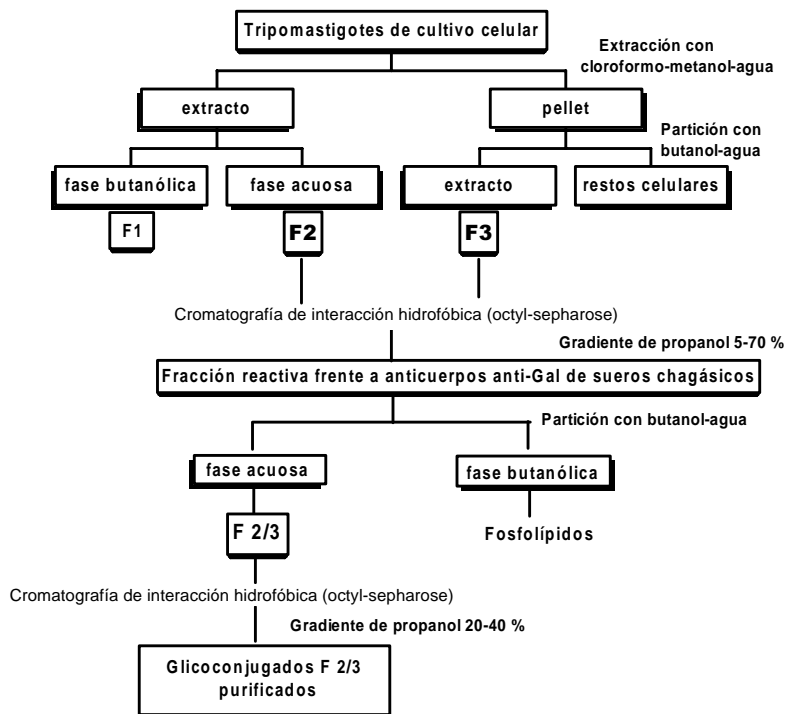 Tripomastigotes de cultivo celular
Extracción con
cloroformo-metanol-agua
extracto
pellet
Partición con
butanol-agua
fase butanólica
fase acuosa
extracto
restos celulares
F1
F2
F3
Cromatografía de interacción hidrofóbica (octyl-sepharose)
Gradiente de propanol 5-70 %
Fracción reactiva frente a anticuerpos anti-Gal de sueros chagásicos
Partición con butanol-agua
fase acuosa
fase butanólica
F 2/3
Fosfolípidos
Cromatografía de interacción hidrofóbica (octyl-sepharose)
Gradiente de propanol 20-40 %
Glicoconjugados F 2/3
purificados